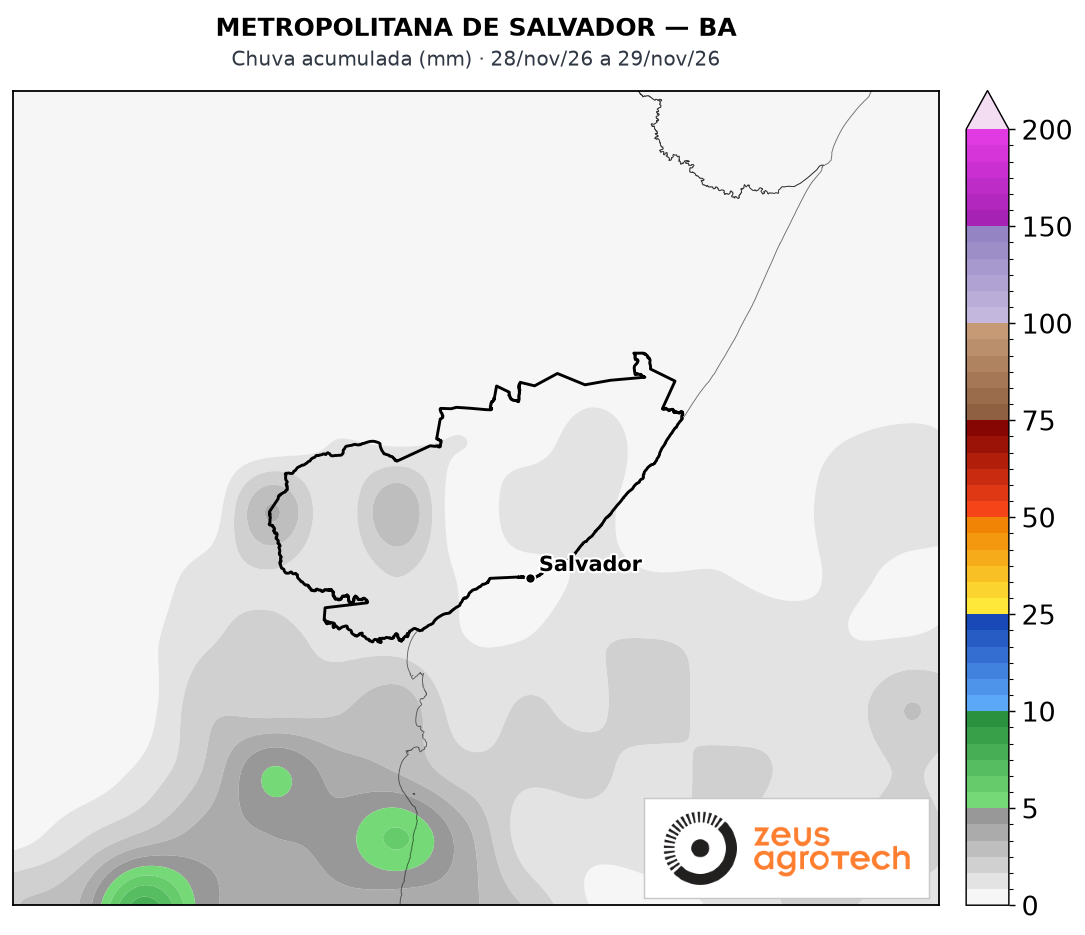 METROPOLITANA DE SALVADOR — BA
Chuva acumulada (mm) · 28/nov/26 a 29/nov/26
200
150
100
75
50
25
10
5
0
Salvador
zeus
agrotech